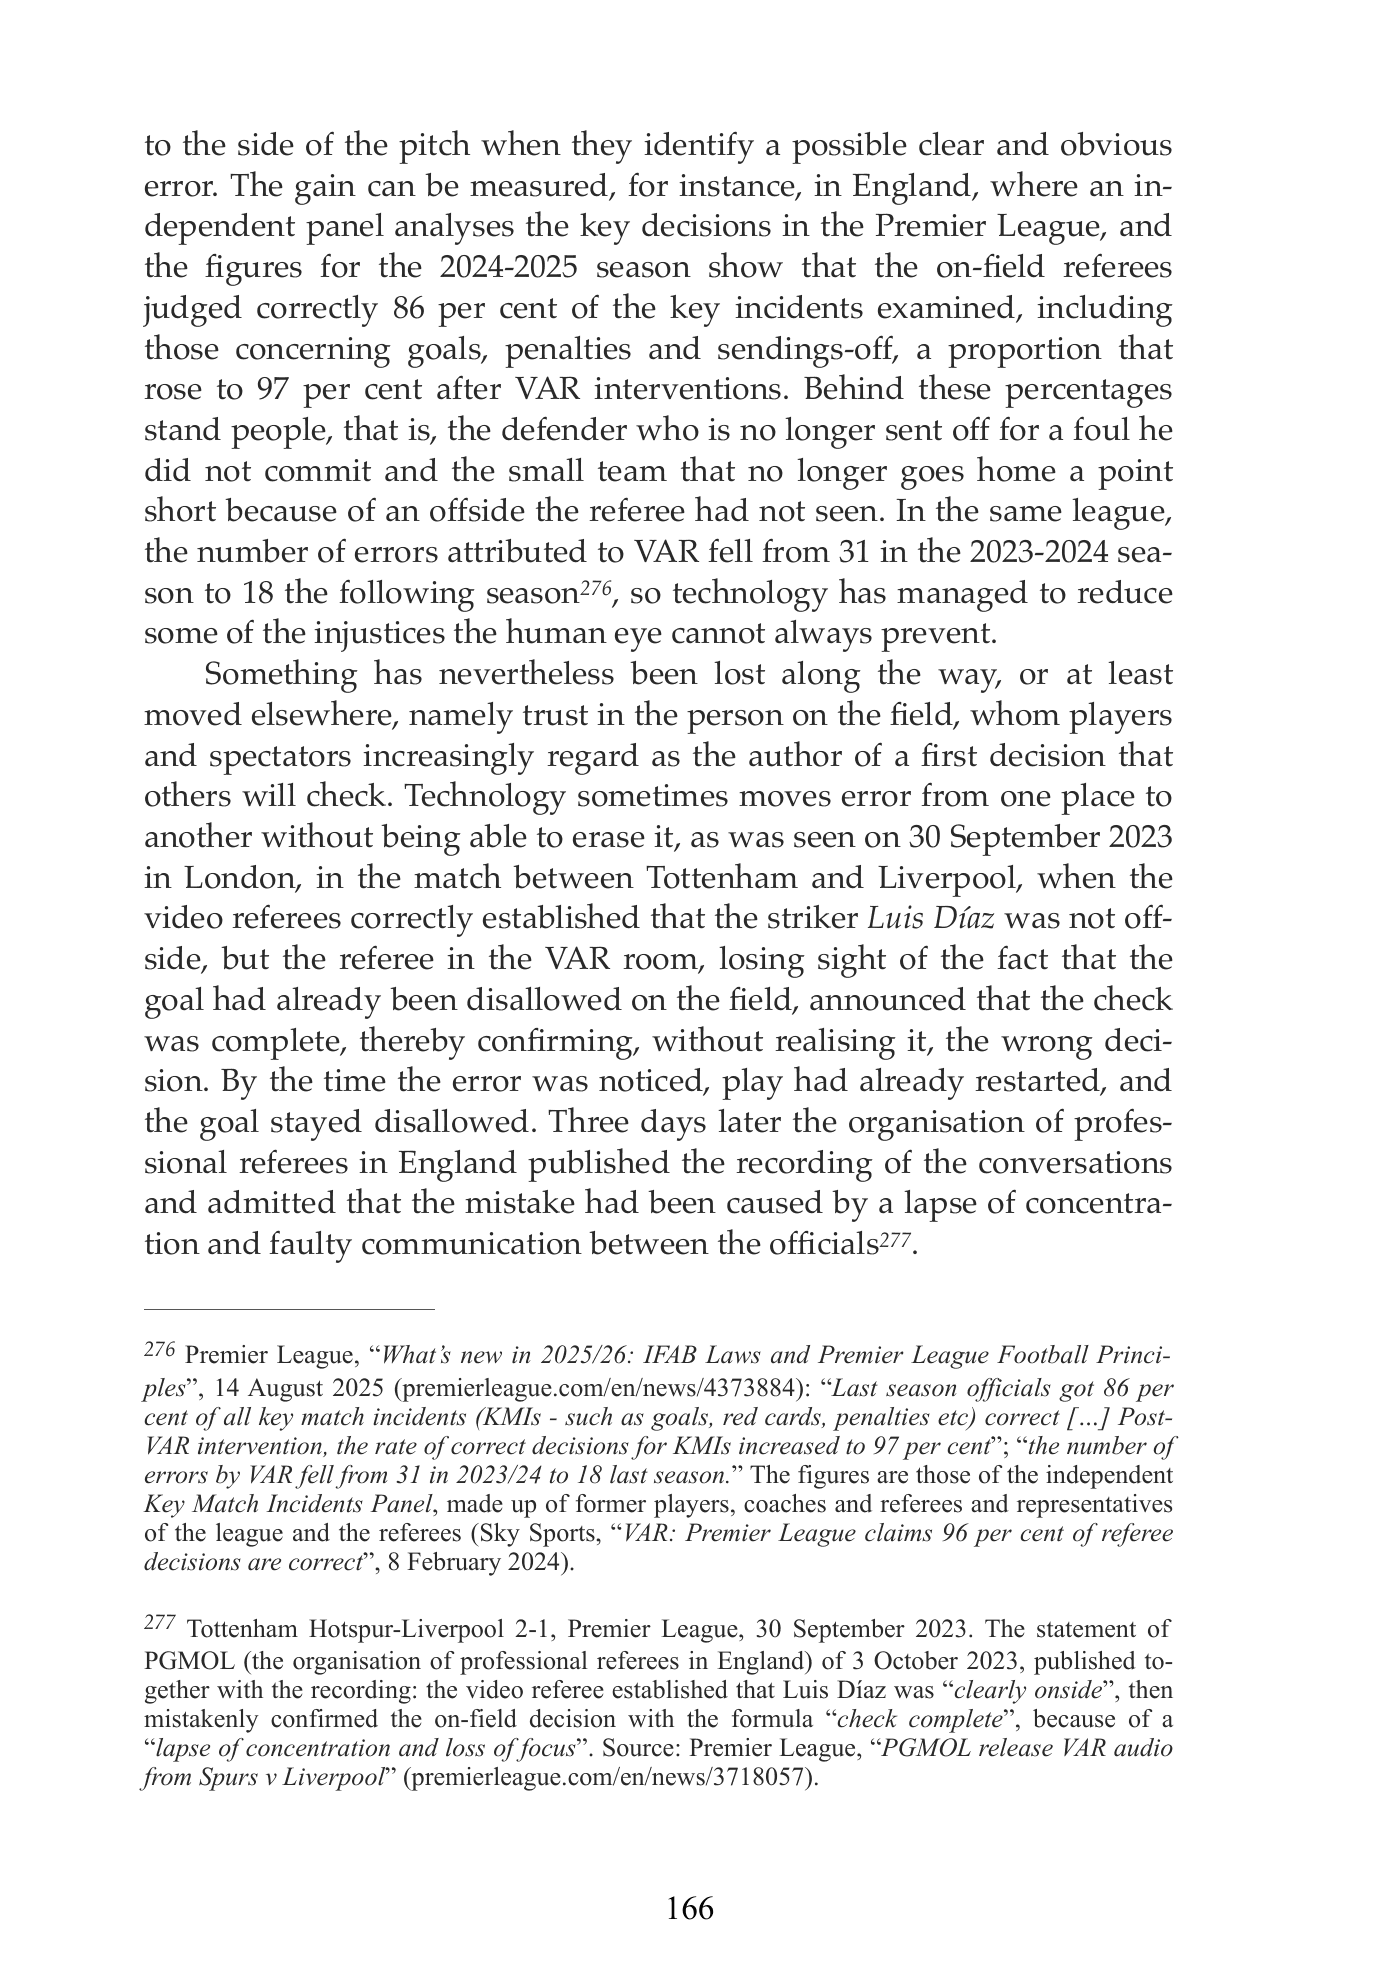 to the side of the pitch when they identify a possible clear and obvious
error. The gain can be measured, for instance, in England, where an in-
dependent panel analyses the key decisions in the Premier League, and
the figures for the 2024-2025 season show that the on-field referees
judged correctly 86 per cent of the key incidents examined, including
those concerning goals, penalties and sendings-off, a proportion that
rose to 97 per cent after VAR interventions. Behind these percentages
stand people, that is, the defender who is no longer sent off for a foul he
did not commit and the small team that no longer goes home a point
short because of an offside the referee had not seen. In the same league,
the number of errors attributed to VAR fell from 31 in the 2023-2024 sea-
son to 18 the following season276, so technology has managed to reduce
some of the injustices the human eye cannot always prevent.
Something has nevertheless been lost along the way, or at least
moved elsewhere, namely trust in the person on the field, whom players
and spectators increasingly regard as the author of a first decision that
others will check. Technology sometimes moves error from one place to
another without being able to erase it, as was seen on 30 September 2023
in London, in the match between Tottenham and Liverpool, when the
video referees correctly established that the striker Luis Díaz was not off-
side, but the referee in the VAR room, losing sight of the fact that the
goal had already been disallowed on the field, announced that the check
was complete, thereby confirming, without realising it, the wrong deci-
sion. By the time the error was noticed, play had already restarted, and
the goal stayed disallowed. Three days later the organisation of profes-
sional referees in England published the recording of the conversations
and admitted that the mistake had been caused by a lapse of concentra-
tion and faulty communication between the officials277.
276 Premier League, “What’s new in 2025/26: IFAB Laws and Premier League Football Princi-
ples”, 14 August 2025 (premierleague.com/en/news/4373884): “Last season officials got 86 per
cent of all key match incidents (KMIs - such as goals, red cards, penalties etc) correct [...] Post-
VAR intervention, the rate of correct decisions for KMIs increased to 97 per cent”; “the number of
errors by VAR fell from 31 in 2023/24 to 18 last season.” The figures are those of the independent
Key Match Incidents Panel, made up of former players, coaches and referees and representatives
of the league and the referees (Sky Sports, “VAR: Premier League claims 96 per cent of referee
decisions are correct”, 8 February 2024).
277 Tottenham Hotspur-Liverpool 2-1, Premier League, 30 September 2023. The statement of
PGMOL (the organisation of professional referees in England) of 3 October 2023, published to-
gether with the recording: the video referee established that Luis Díaz was “clearly onside”, then
mistakenly confirmed the on-field decision with the formula “check complete”, because of a
“lapse of concentration and loss of focus”. Source: Premier League, “PGMOL release VAR audio
from Spurs v Liverpool” (premierleague.com/en/news/3718057).
166